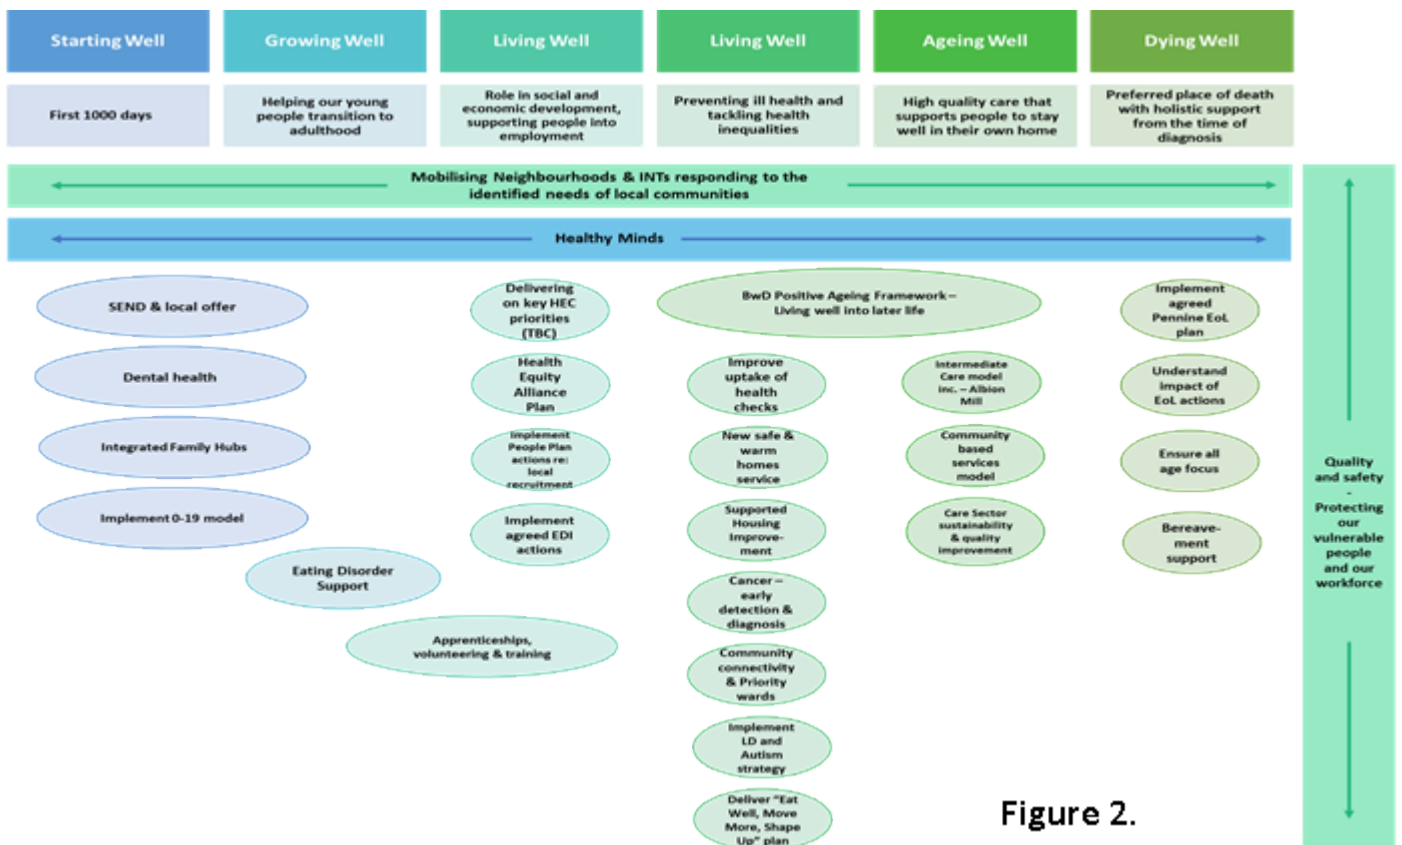 Starting Well
Growing Well
Living Well
Living Well
Ageing Well
Dying Well
First 1000 days
Helping our young
people transition to
adulthood
Role in social and
economic development,
supporting people into
employment
Preventing ill health and
tackling health
inequalities
High quality care that
supports people to stay
well in their own home
Preferred place of death
with holistic support
from the time of
diagnosis
Mobilising Neighbourhoods & INTs responding to the
identified needs of local communities
Healthy Minds
SEND & local offer
Dental health
Integrated Family Hubs
Implement 0-19 model
Eating Disorder
Support
Apprenticeships,
volunteering & training
Delivering
on key HEC
priorities
(TBC)
Health
Equity
Alliance
Plan
Implement
People Plan
actions re:
local
recruitment
Implement
agreed EDI
actions
BwD Positive Ageing Framework –
Living well into later life
Improve
uptake of
health
checks
New safe &
warm
homes
service
Supported
Housing
Improve-
ment
Cancer –
early
detection &
diagnosis
Community
connectivity
& Priority
wards
Implement
LD and
Autism
strategy
Deliver "Eat
Well, Move
More, Shape
Up" plan
Intermediate
Care model
inc. – Albion
Mill
Community
based
services
model
Care Sector
sustainability
& quality
improvement
Implement
agreed
Pennine EoL
plan
Understand
impact of
EoL actions
Ensure all
age focus
Bereave-
ment
support
Quality
and safety
-
Protecting
our
vulnerable
people
and our
workforce
Figure 2.